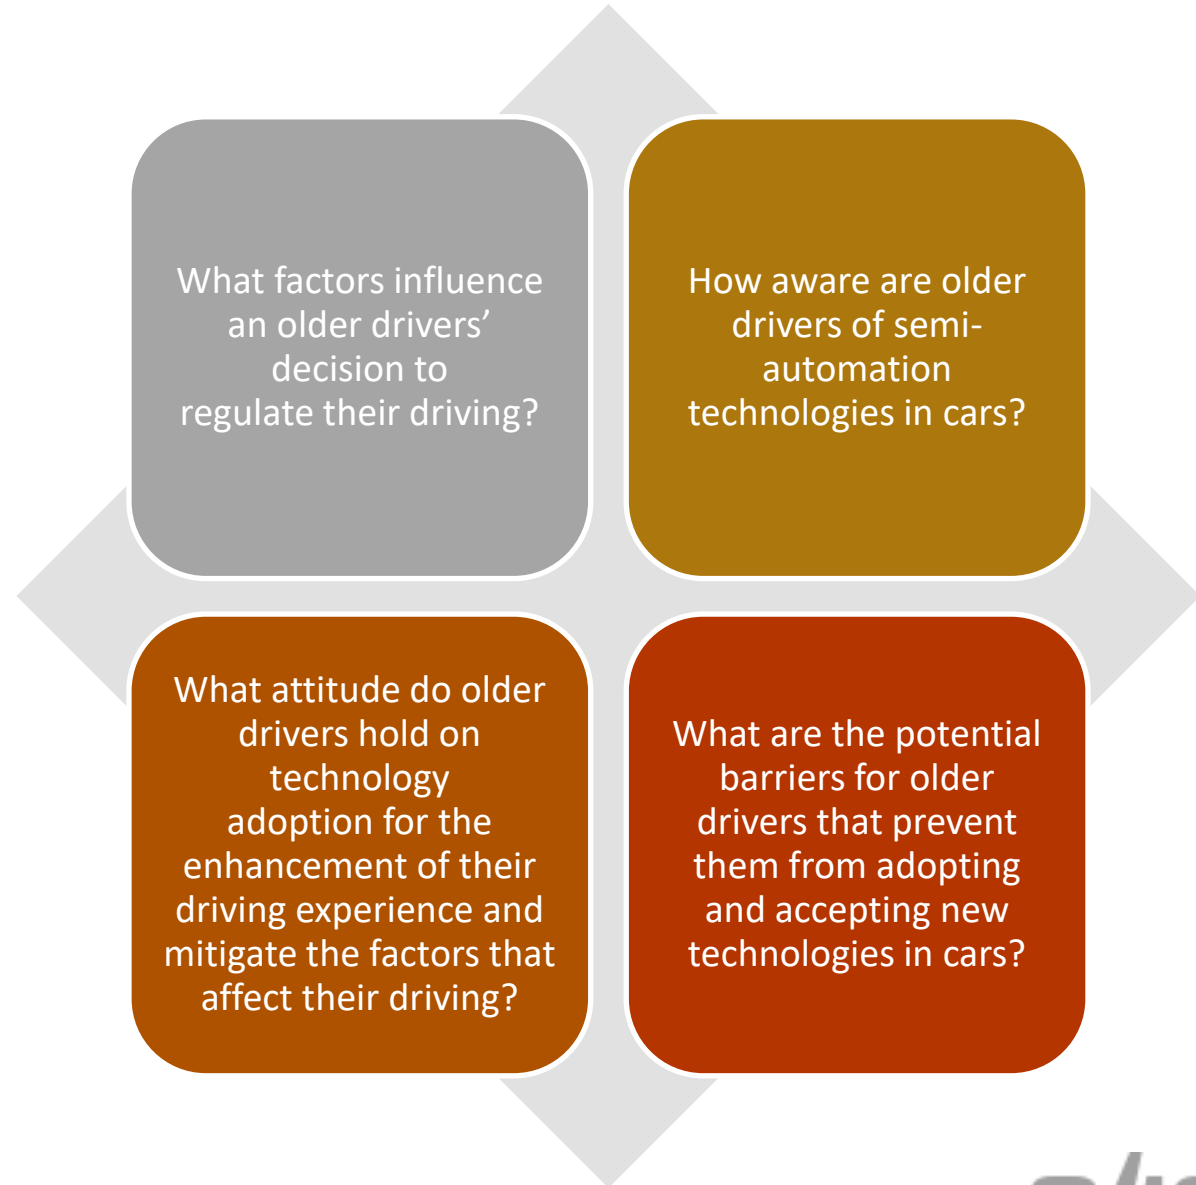 What factors influence
an older drivers’
decision to
regulate their driving?
How aware are older
drivers of semi-
automation
technologies in cars?
What attitude do older
drivers hold on
technology
adoption for the
enhancement of their
driving experience and
mitigate the factors that
affect their driving?
What are the potential
barriers for older
drivers that prevent
them from adopting
and accepting new
technologies in cars?